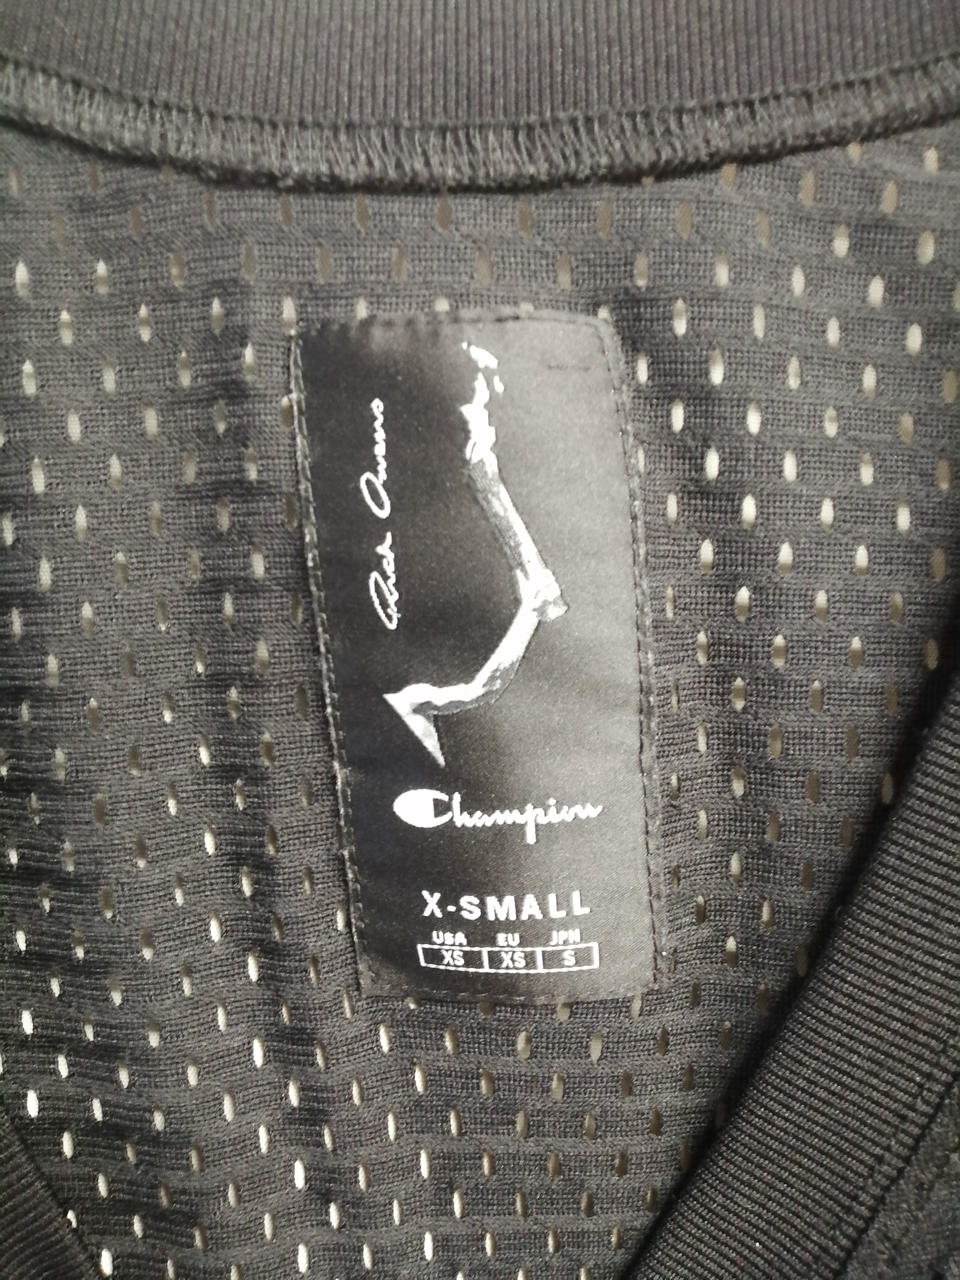 Rick Owens
Champion
X-SMALL
USA EU JPN
XS XS S